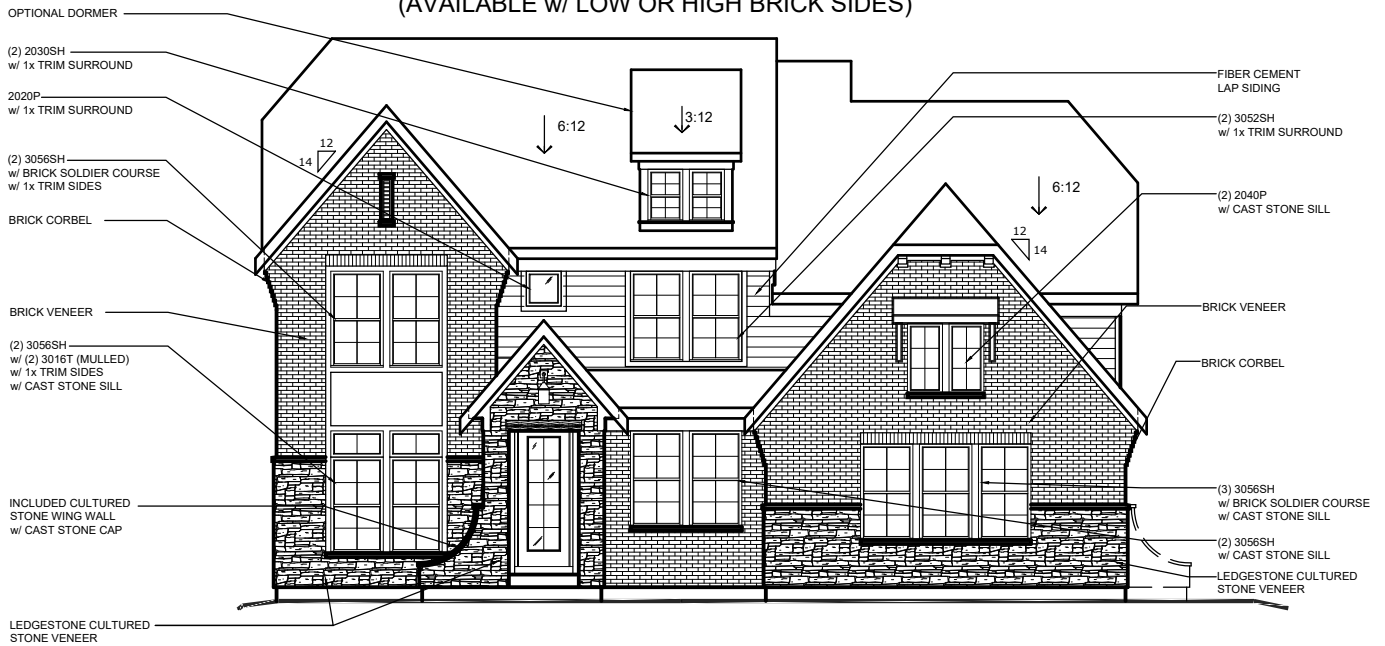 (AVAILABLE w/ LOW OR HIGH BRICK SIDES)
OPTIONAL DORMER
(2) 2030SH
w/ 1x TRIM SURROUND
2020P
w/ 1x TRIM SURROUND
(2) 3056SH
w/ BRICK SOLDIER COURSE
w/ 1x TRIM SIDES
BRICK CORBEL
BRICK VENEER
(2) 3056SH
w/ (2) 3016T (MULLED)
w/ 1x TRIM SIDES
w/ CAST STONE SILL
INCLUDED CULTURED
STONE WING WALL
w/ CAST STONE CAP
LEDGESTONE CULTURED
STONE VENEER
12
14
6:12
3:12
6:12
12
14
FIBER CEMENT
LAP SIDING
(2) 3052SH
w/ 1x TRIM SURROUND
(2) 2040P
w/ CAST STONE SILL
BRICK VENEER
BRICK CORBEL
(3) 3056SH
w/ BRICK SOLDIER COURSE
w/ CAST STONE SILL
(2) 3056SH
w/ CAST STONE SILL
LEDGESTONE CULTURED
STONE VENEER